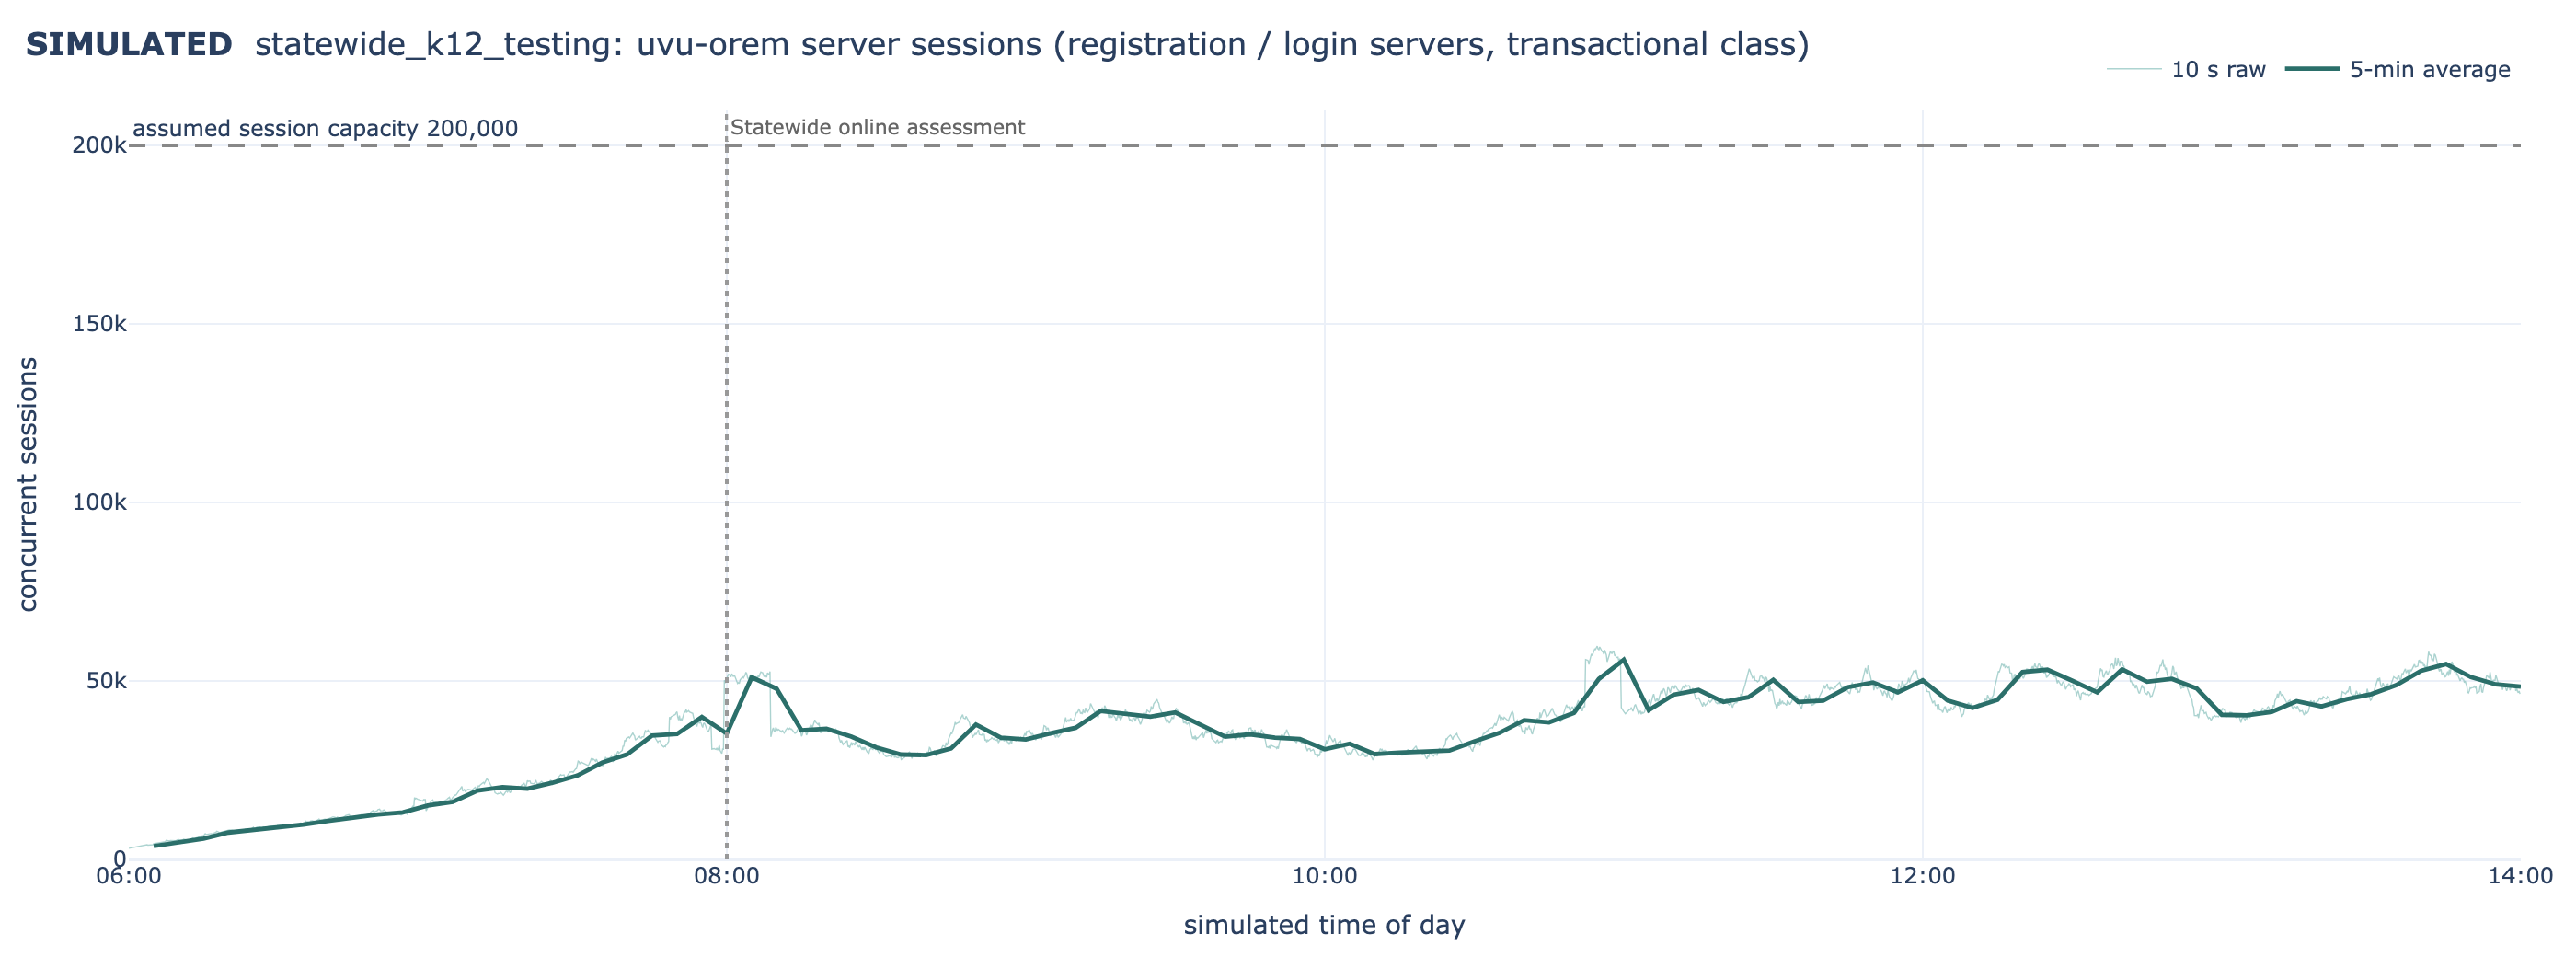 SIMULATED statewide_k12_testing: uvu-orem server sessions (registration / login servers, transactional class)
10 s raw
5-min average
assumed session capacity 200,000
Statewide online assessment
200k
150k
100k
50k
0
concurrent sessions
06:00
08:00
10:00
12:00
14:00
simulated time of day